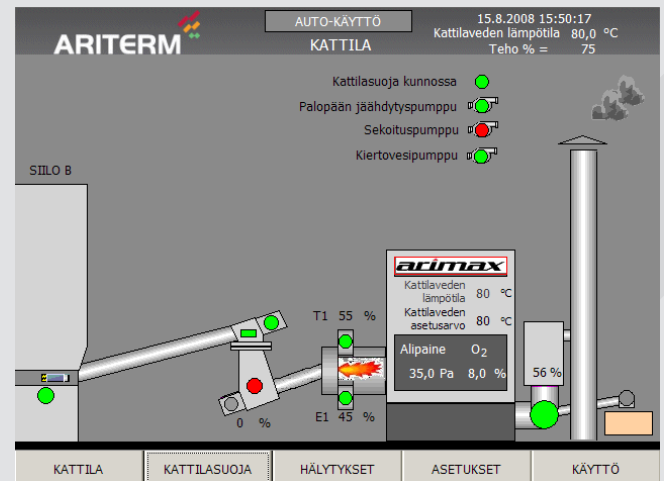 ARITERM
AUTO-KÄYTTÖ
KATTILA
15.8.2008 15:50:17
Kattilaveden lämpötila 80,0 °C
Teho % = 75
Kattilasuoja kunnossa
Palopään jäähdytyspumppu
Sekoituspumppu
Kiertovesipumppu
SIILO B
arimax
Kattilaveden
lämpötila 80 °C
Kattilaveden
asetusarvo 80 °C
T1 55 %
Alipaine O2
35,0 Pa 8,0 %
56 %
0 %
E1 45 %
KATTILA
KATTILASUOJA
HÄLYTYKSET
ASETUKSET
KÄYTTÖ